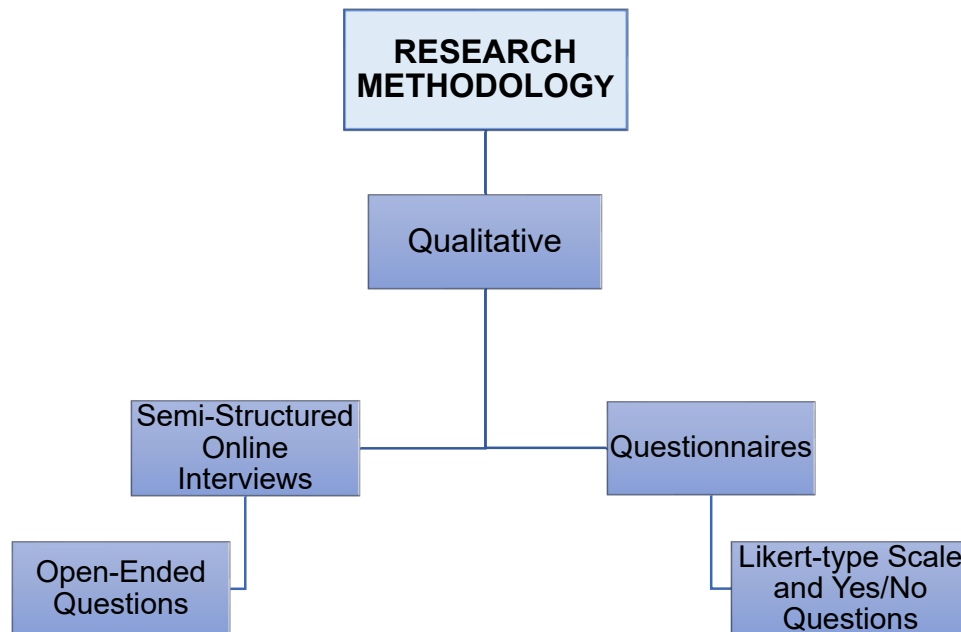 RESEARCH
METHODOLOGY
Qualitative
Semi-Structured
Online
Interviews
Questionnaires
Open-Ended
Questions
Likert-type Scale
and Yes/No
Questions